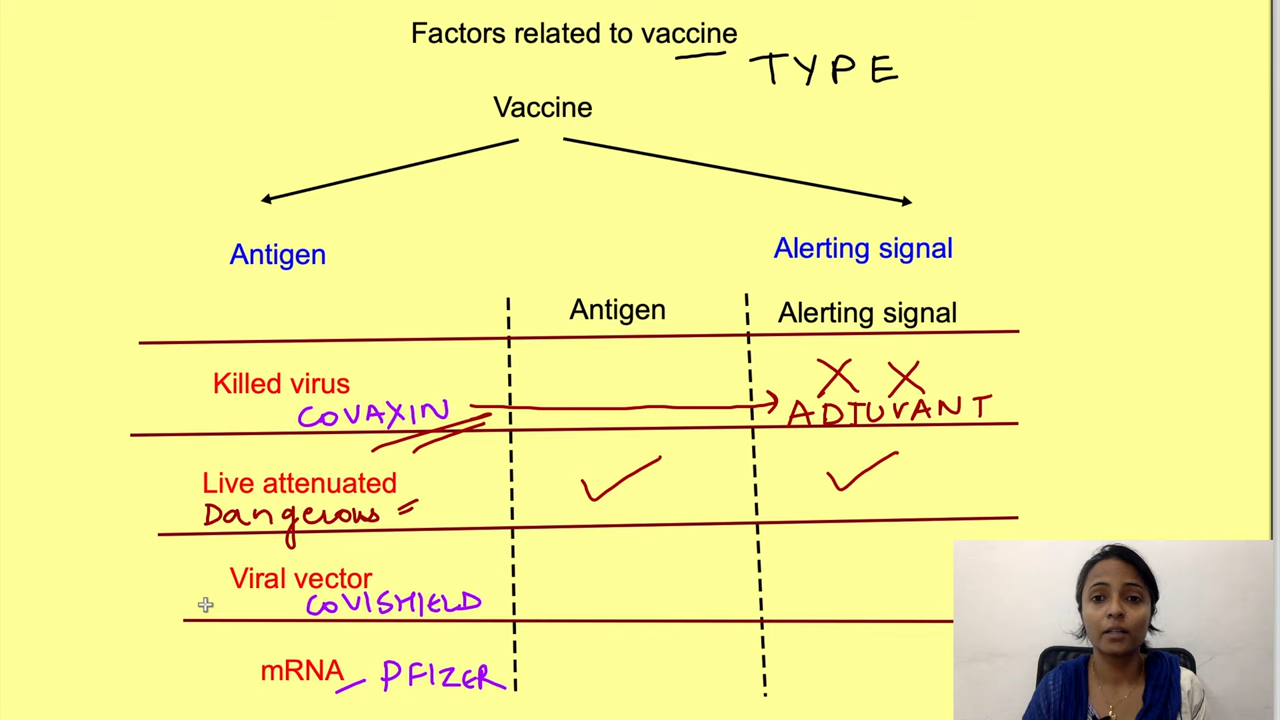 Factors related to vaccine
TYPE
Vaccine
Antigen
Alerting signal
Antigen
Alerting signal
Killed virus
X X
COVAXIN
ADJUVANT
Live attenuated
Dangerous
Viral vector
COVISHIELD
mRNA
PFIZER